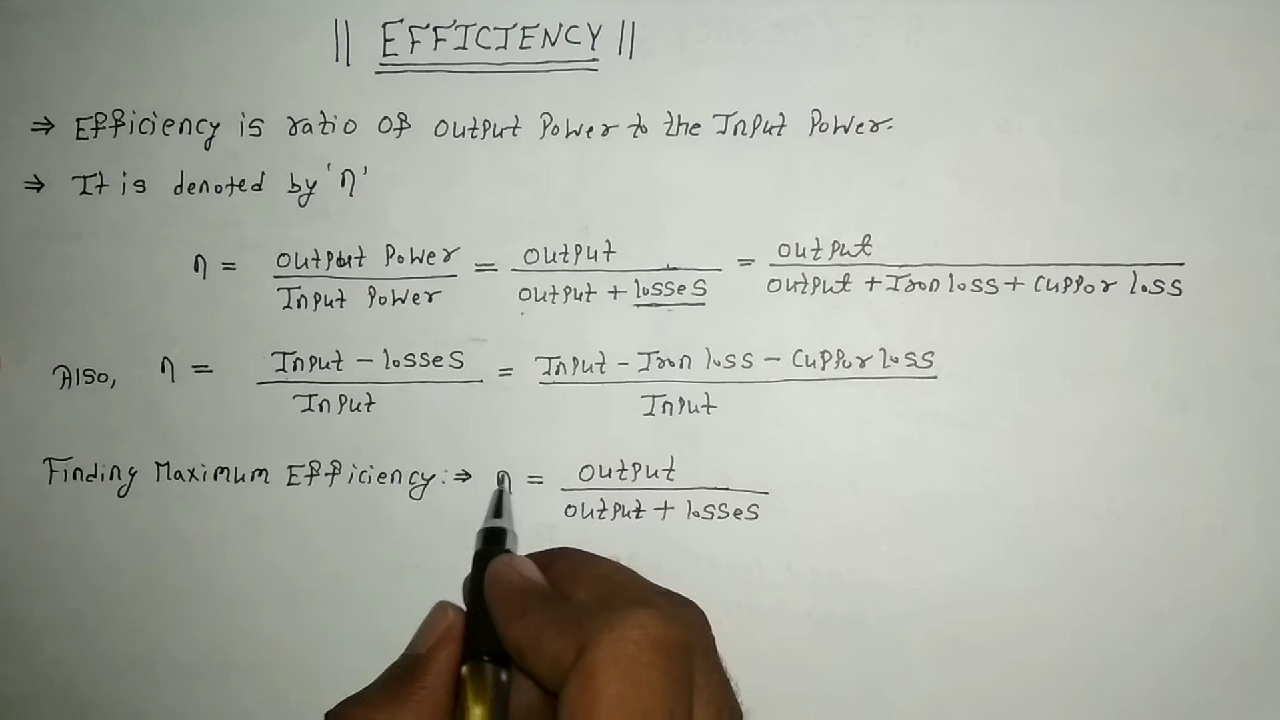 || EFFICIENCY ||
⇒ Efficiency is ratio of output Power to the Input Power.
⇒ It is denoted by 'η'
η = output Power / Input Power = output / output + losses = output / output + Iron loss + Cuppor loss
Also, η = Input - losses / Input = Input - Iron loss - Cuppor loss / Input
Finding Maximum Efficiency:⇒ η = output / output + losses